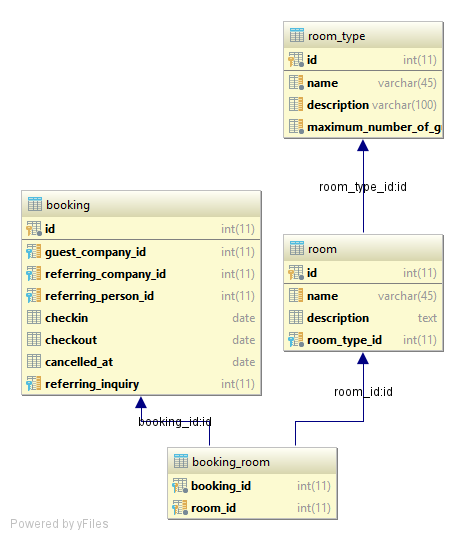 room_type
id int(11)
name varchar(45)
description varchar(100)
maximum_number_of_g
room_type_id:id
booking
id int(11)
guest_company_id int(11)
referring_company_id int(11)
referring_person_id int(11)
checkin date
checkout date
cancelled_at date
referring_inquiry int(11)
room
id int(11)
name varchar(45)
description text
room_type_id int(11)
room_id:id
booking_id:id
booking_room
booking_id int(11)
room_id int(11)
Powered by yFiles